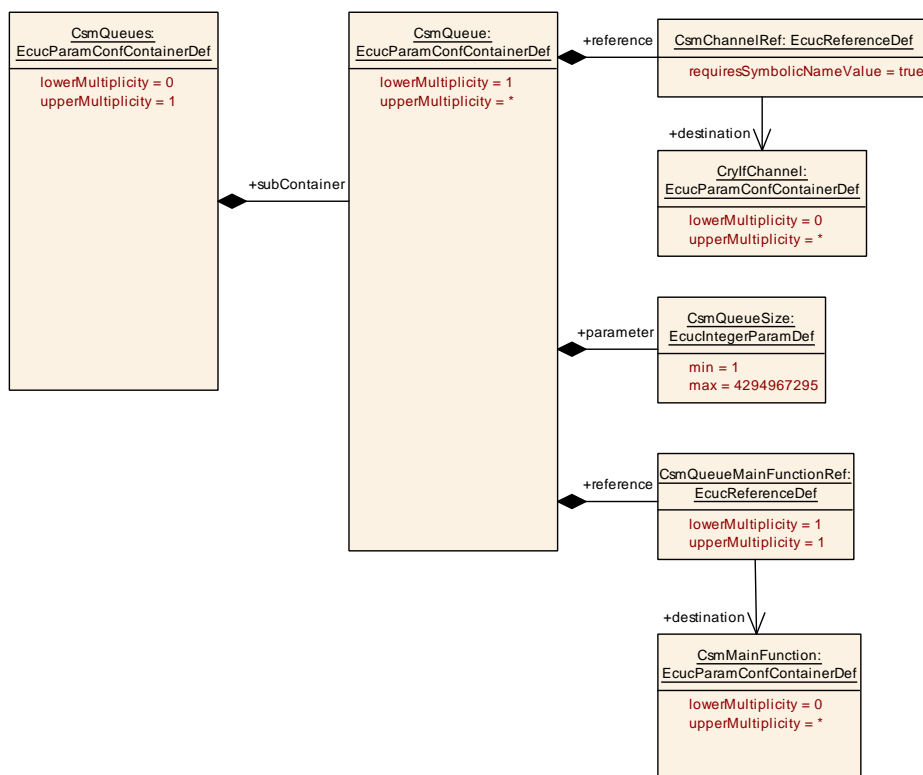 CsmQueues:
EcucParamConfContainerDef
lowerMultiplicity = 0
upperMultiplicity = 1
+subContainer
CsmQueue:
EcucParamConfContainerDef
lowerMultiplicity = 1
upperMultiplicity = *
+reference
CsmChannelRef: EcucReferenceDef
requiresSymbolicNameValue = true
+destination
CryIfChannel:
EcucParamConfContainerDef
lowerMultiplicity = 0
upperMultiplicity = *
+parameter
CsmQueueSize:
EcucIntegerParamDef
min = 1
max = 4294967295
+reference
CsmQueueMainFunctionRef:
EcucReferenceDef
lowerMultiplicity = 1
upperMultiplicity = 1
+destination
CsmMainFunction:
EcucParamConfContainerDef
lowerMultiplicity = 0
upperMultiplicity = *